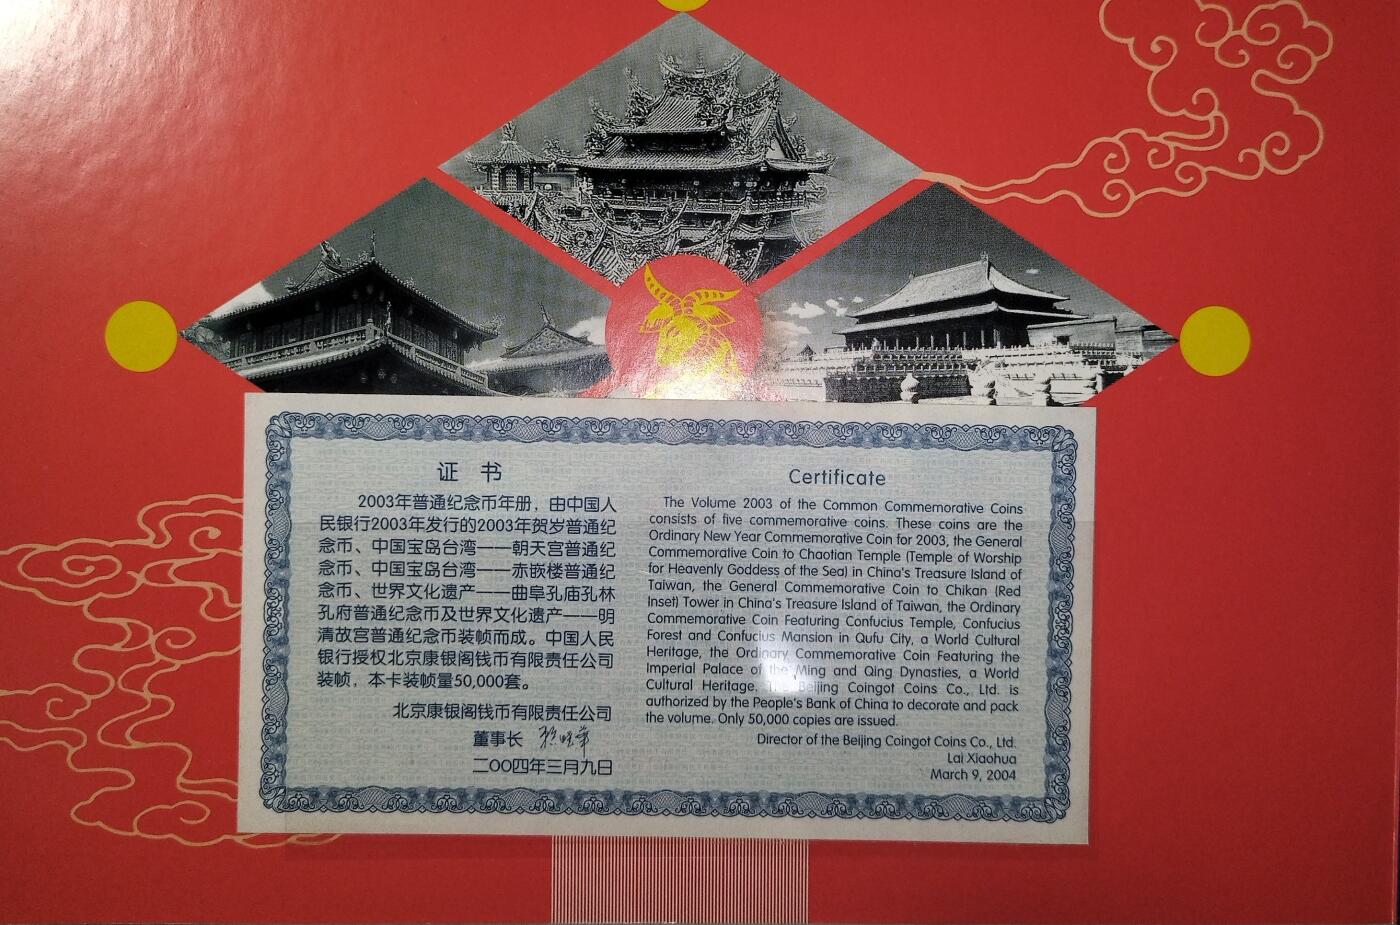 证 书
2003年普通纪念币年册，由中国人
民银行2003年发行的2003年贺岁普通纪
念币、中国宝岛台湾——朝天宫普通纪
念币、中国宝岛台湾——赤嵌楼普通纪
念币、世界文化遗产——曲阜孔庙孔林
孔府普通纪念币及世界文化遗产——明
清故宫普通纪念币装帧而成。中国人民
银行授权北京康银阁钱币有限责任公司
装帧，本卡装帧量50,000套。
北京康银阁钱币有限责任公司
董事长
二〇〇四年三月九日
Certificate
The Volume 2003 of the Common Commemorative Coins
consists of five commemorative coins. These coins are the
Ordinary New Year Commemorative Coin for 2003, the General
Commemorative Coin to Chaotian Temple (Temple of Worship
for Heavenly Goddess of the Sea) in China's Treasure Island of
Taiwan, the General Commemorative Coin to Chikan (Red
Inset) Tower in China's Treasure Island of Taiwan, the Ordinary
Commemorative Coin Featuring Confucius Temple, Confucius
Forest and Confucius Mansion in Qufu City, a World Cultural
Heritage, the Ordinary Commemorative Coin Featuring the
Imperial Palace of the Ming and Qing Dynasties, a World
Cultural Heritage. The Beijing Coingot Coins Co., Ltd. is
authorized by the People's Bank of China to decorate and pack
the volume. Only 50,000 copies are issued.
Director of the Beijing Coingot Coins Co., Ltd.
Lai Xiaohua
March 9, 2004